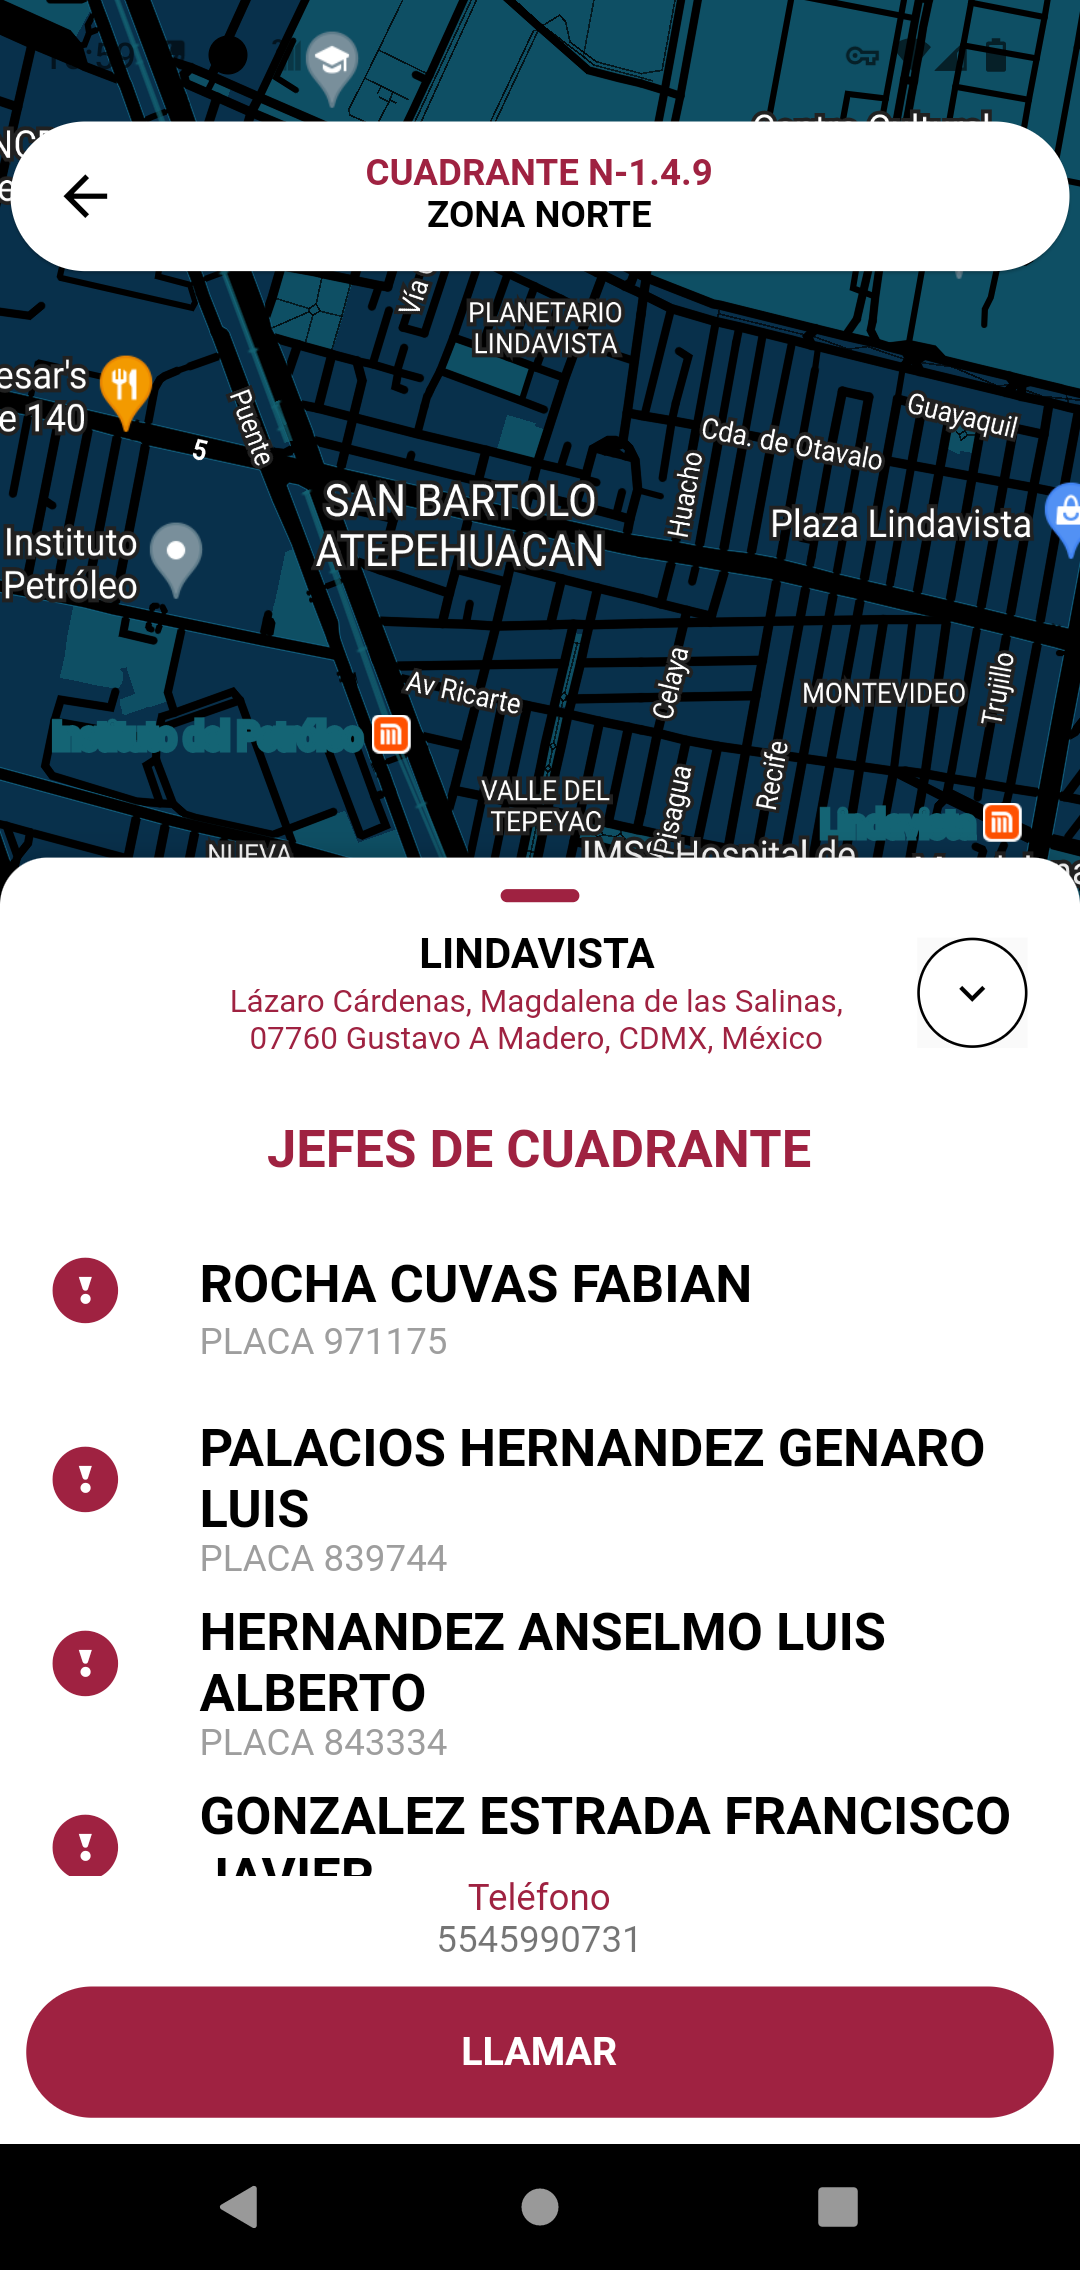 CUADRANTE N-1.4.9
ZONA NORTE
PLANETARIO
LINDAVISTA
esar's
e 140
5
Puente
Guayaquil
Cda. de Otavalo
Huacho
SAN BARTOLO
ATEPEHUACAN
Plaza Lindavista
Instituto
Petróleo
Av Ricarte
Celaya
MONTEVIDEO
Trujillo
Instituto del Petróleo
Recife
VALLE DEL
TEPEYAC
Pisagua
Lindavista
NUEVA
IMSS Hospital de
LINDAVISTA
Lázaro Cárdenas, Magdalena de las Salinas,
07760 Gustavo A Madero, CDMX, México
JEFES DE CUADRANTE
ROCHA CUVAS FABIAN
PLACA 971175
PALACIOS HERNANDEZ GENARO
LUIS
PLACA 839744
HERNANDEZ ANSELMO LUIS
ALBERTO
PLACA 843334
GONZALEZ ESTRADA FRANCISCO
JAVIER
Teléfono
5545990731
LLAMAR